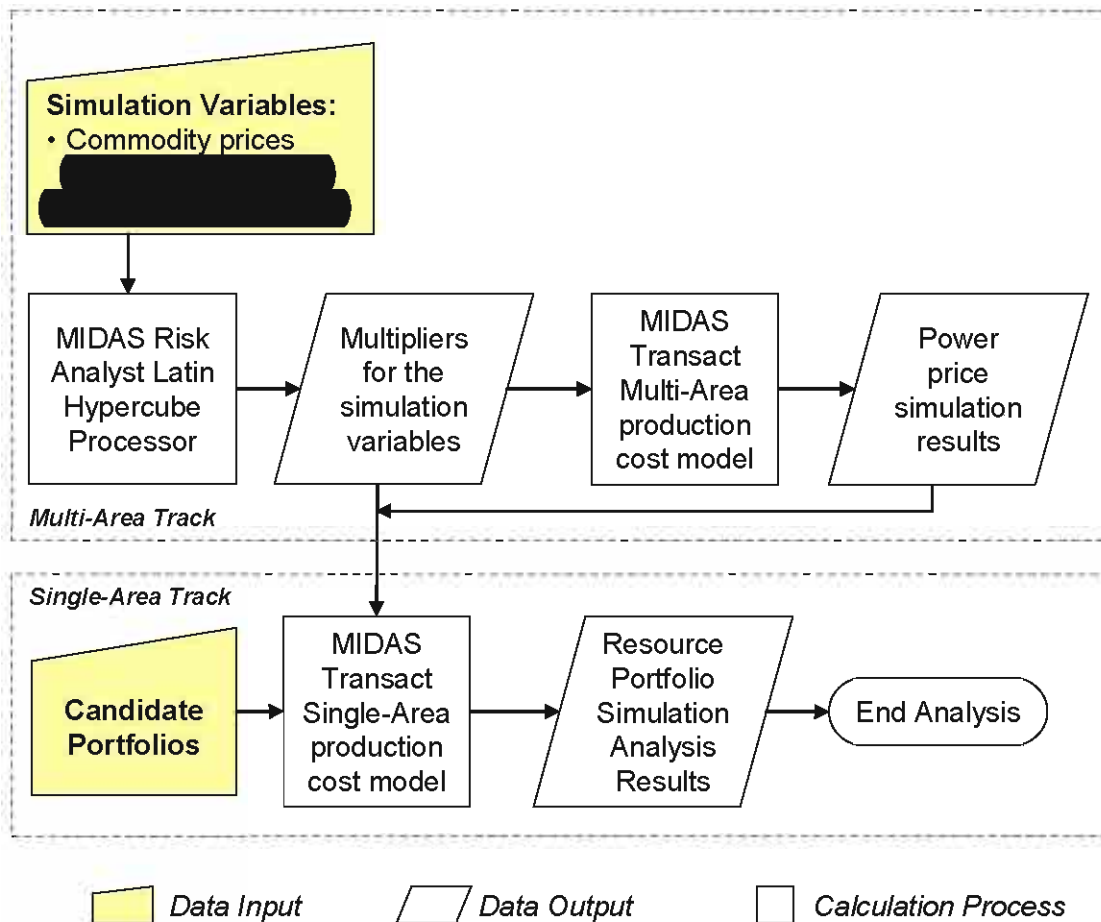 Simulation Variables:
• Commodity prices
MIDAS Risk
Analyst Latin
Hypercube
Processor
Multipliers
for the
simulation
variables
MIDAS
Transact
Multi-Area
production
cost model
Power
price
simulation
results
Multi-Area Track
Single-Area Track
Candidate
Portfolios
MIDAS
Transact
Single-Area
production
cost model
Resource
Portfolio
Simulation
Analysis
Results
End Analysis
Data Input
Data Output
Calculation Process